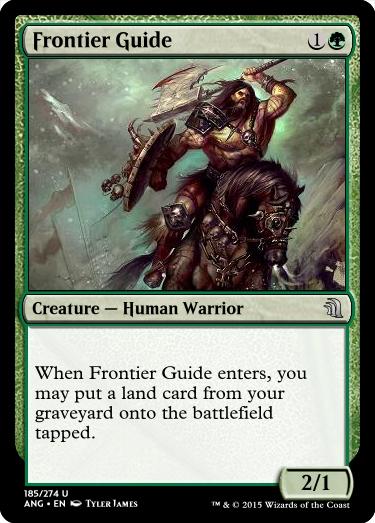 Frontier Guide 1
Creature — Human Warrior
When Frontier Guide enters, you
may put a land card from your
graveyard onto the battlefield
tapped.
2/1
185/274 U
ANG • EN Tyler James
™ & © 2015 Wizards of the Coast